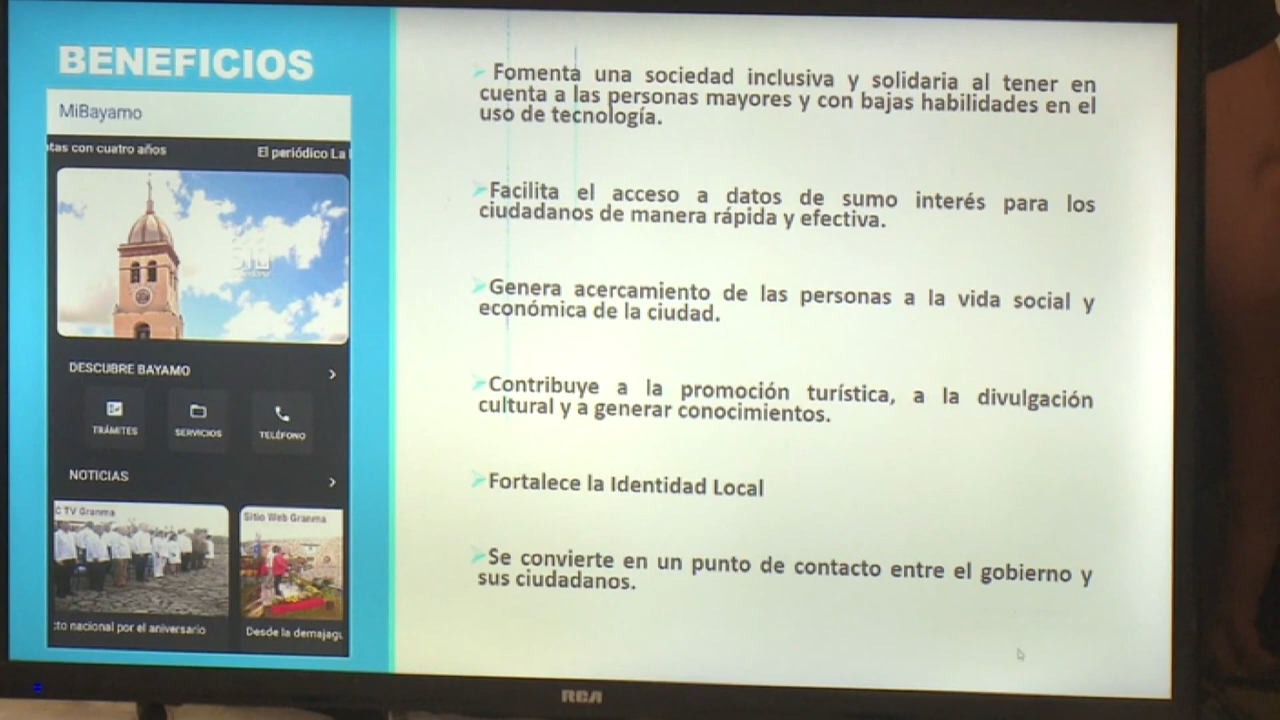 BENEFICIOS
MiBayamo
tas con cuatro años
El periódico La
DESCUBRE BAYAMO
TRÁMITES
SERVICIOS
TELÉFONO
NOTICIAS
C TV Granma
Sitio Web Granma
to nacional por el aniversario
Desde la demajagu
Fomenta una sociedad inclusiva y solidaria al tener en
cuenta a las personas mayores y con bajas habilidades en el
uso de tecnología.
Facilita el acceso a datos de sumo interés para los
ciudadanos de manera rápida y efectiva.
Genera acercamiento de las personas a la vida social y
económica de la ciudad.
Contribuye a la promoción turística, a la divulgación
cultural y a generar conocimientos.
Fortalece la Identidad Local
Se convierte en un punto de contacto entre el gobierno y
sus ciudadanos.
RCA